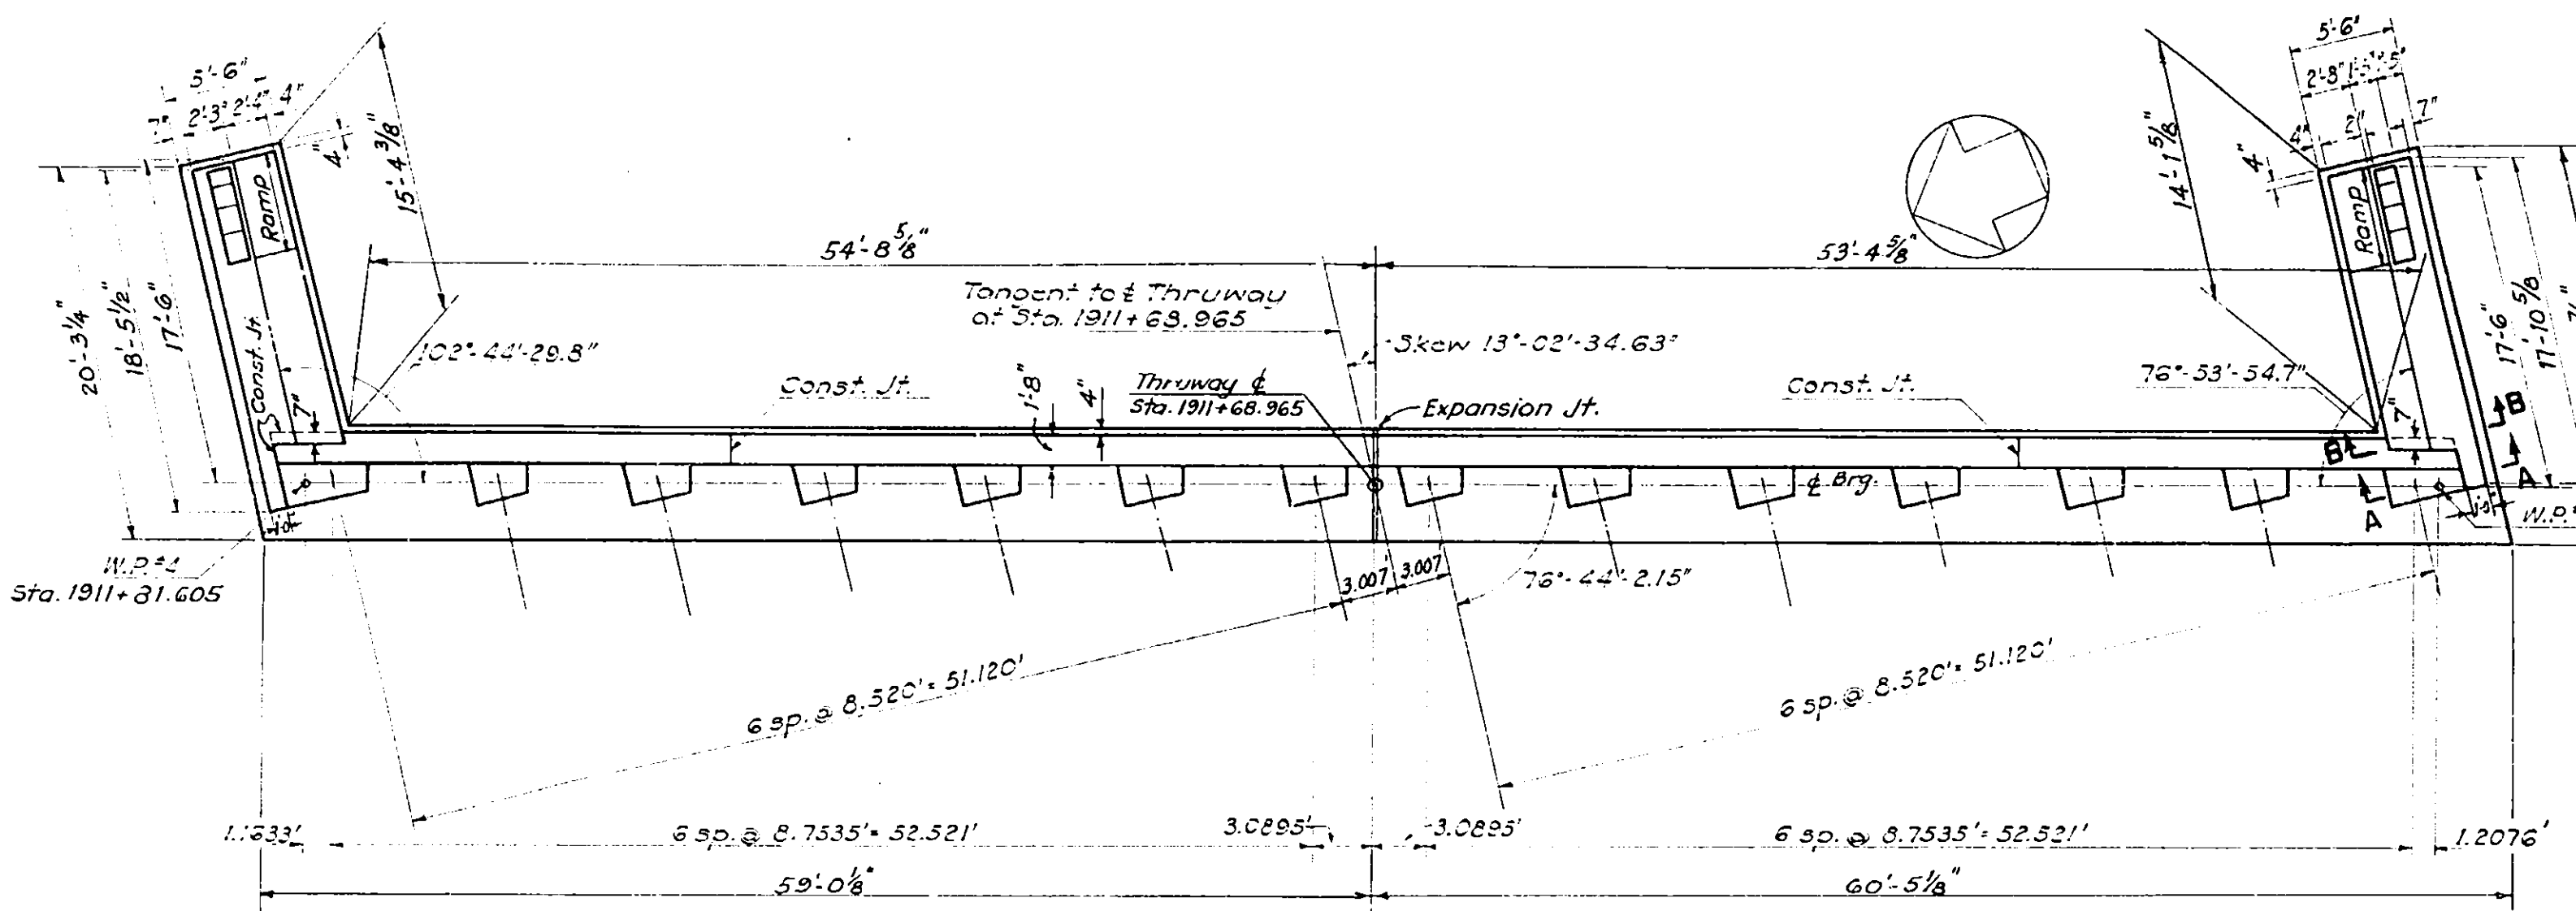 5'-6"
2'-3" 2'-4" 4"
4"
15'-4 3/8"
Ramp
20'-3 1/4"
18'-5 1/2"
17'-6"
Const. Jt.
7"
102°-44'-29.8"
54'-8 5/8"
53'-4 5/8"
Tangent to ℄ Thruway
at Sta. 1911+68.965
Skew 13°-02'-34.63"
Const. Jt.
1'-8"
4"
Thruway ℄
Sta. 1911+68.965
Expansion Jt.
Const. Jt.
76°-53'-54.7"
5'-6"
2'-8" 1'-5" 1'-5"
7"
4"
2"
4"
14'-1 5/8"
Ramp
17'-6"
17'-10 5/8"
7"
B
B
A
A
℄ Brg.
W.P.#4
Sta. 1911+81.605
W.P.
3.007'
3.007'
76°-44'-2.15"
6 sp. @ 8.520' = 51.120'
6 sp. @ 8.520' = 51.120'
1.1633'
6 sp. @ 8.7535' = 52.521'
3.0895'
3.0895'
6 sp. @ 8.7535' = 52.521'
1.2076'
59'-0 1/8"
60'-5 1/8"